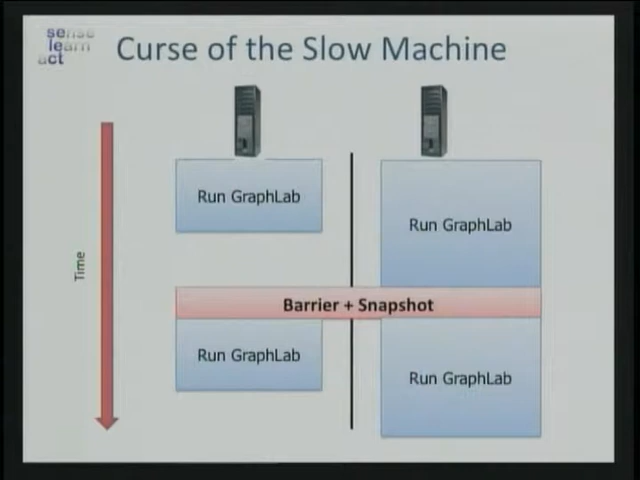 sense
learn
act
Curse of the Slow Machine
Run GraphLab
Run GraphLab
Time
Barrier + Snapshot
Run GraphLab
Run GraphLab